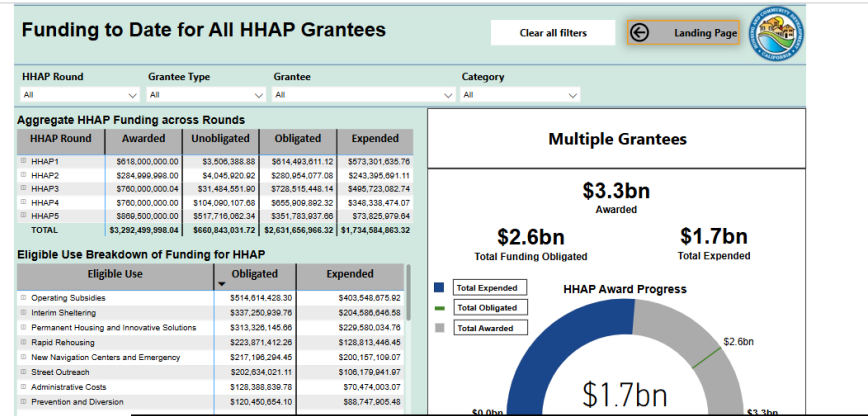 Funding to Date for All HHAP Grantees
Clear all filters
Landing Page
HHAP Round Grantee Type Grantee Category
All All All All
Aggregate HHAP Funding across Rounds
HHAP Round Awarded Unobligated Obligated Expended
HHAP1 $618,000,000.00 $3,506,388.88 $614,493,611.12 $573,301,635.76
HHAP2 $284,999,998.00 $4,045,920.92 $280,954,077.08 $243,395,691.11
HHAP3 $760,000,000.04 $31,484,551.90 $728,515,448.14 $495,723,082.74
HHAP4 $760,000,000.00 $104,090,107.68 $655,909,892.32 $348,338,474.07
HHAP5 $869,500,000.00 $517,716,062.34 $351,783,937.66 $73,825,979.64
TOTAL $3,292,499,998.04 $660,843,031.72 $2,631,656,966.32 $1,734,584,863.32
Eligible Use Breakdown of Funding for HHAP
Eligible Use Obligated Expended
Operating Subsidies $514,614,428.30 $403,548,675.92
Interim Sheltering $337,250,939.76 $204,586,646.58
Permanent Housing and Innovative Solutions $313,326,145.66 $229,580,034.76
Rapid Rehousing $223,871,412.26 $128,813,446.45
New Navigation Centers and Emergency $217,196,294.45 $200,157,109.07
Street Outreach $202,634,021.11 $106,179,941.97
Administrative Costs $128,388,839.78 $70,474,003.07
Prevention and Diversion $120,450,654.10 $88,747,905.48
Multiple Grantees
$3.3bn
Awarded
$2.6bn
Total Funding Obligated
$1.7bn
Total Expended
HHAP Award Progress
Total Expended
Total Obligated
Total Awarded
$2.6bn
$1.7bn
$0.0bn
$3.3bn